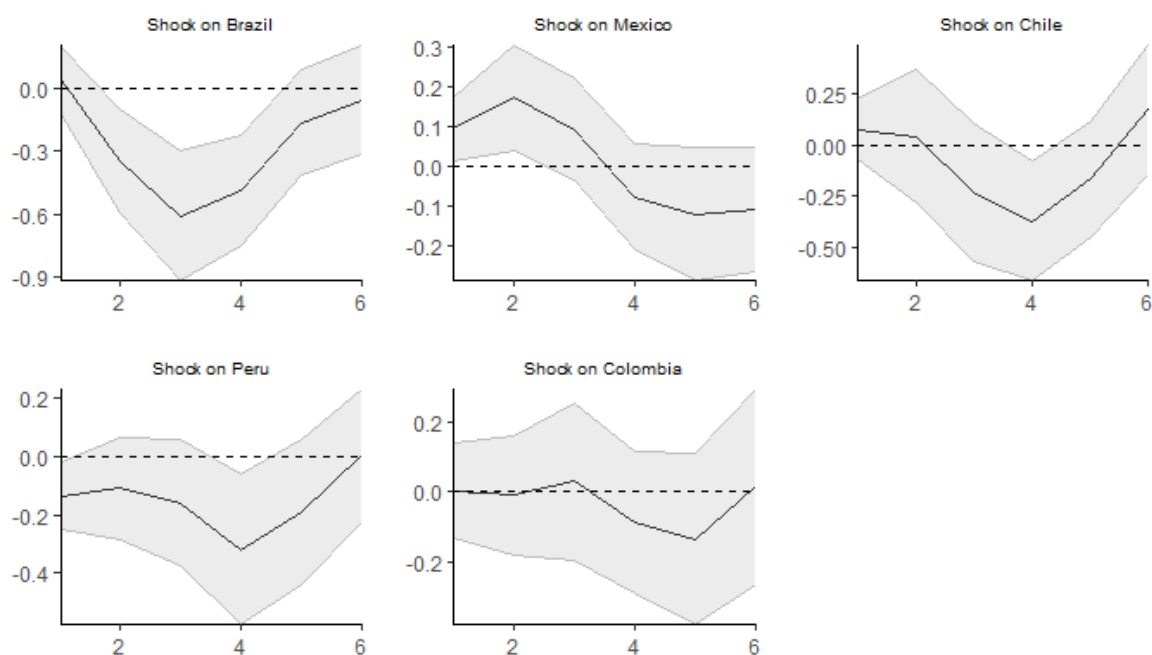 Shock on Brazil
Shock on Mexico
Shock on Chile
0.0
-0.3
-0.6
-0.9
2 4 6
0.3
0.2
0.1
0.0
-0.1
-0.2
2 4 6
0.25
0.00
-0.25
-0.50
2 4 6
Shock on Peru
Shock on Colombia
0.2
0.0
-0.2
-0.4
2 4 6
0.2
0.0
-0.2
2 4 6